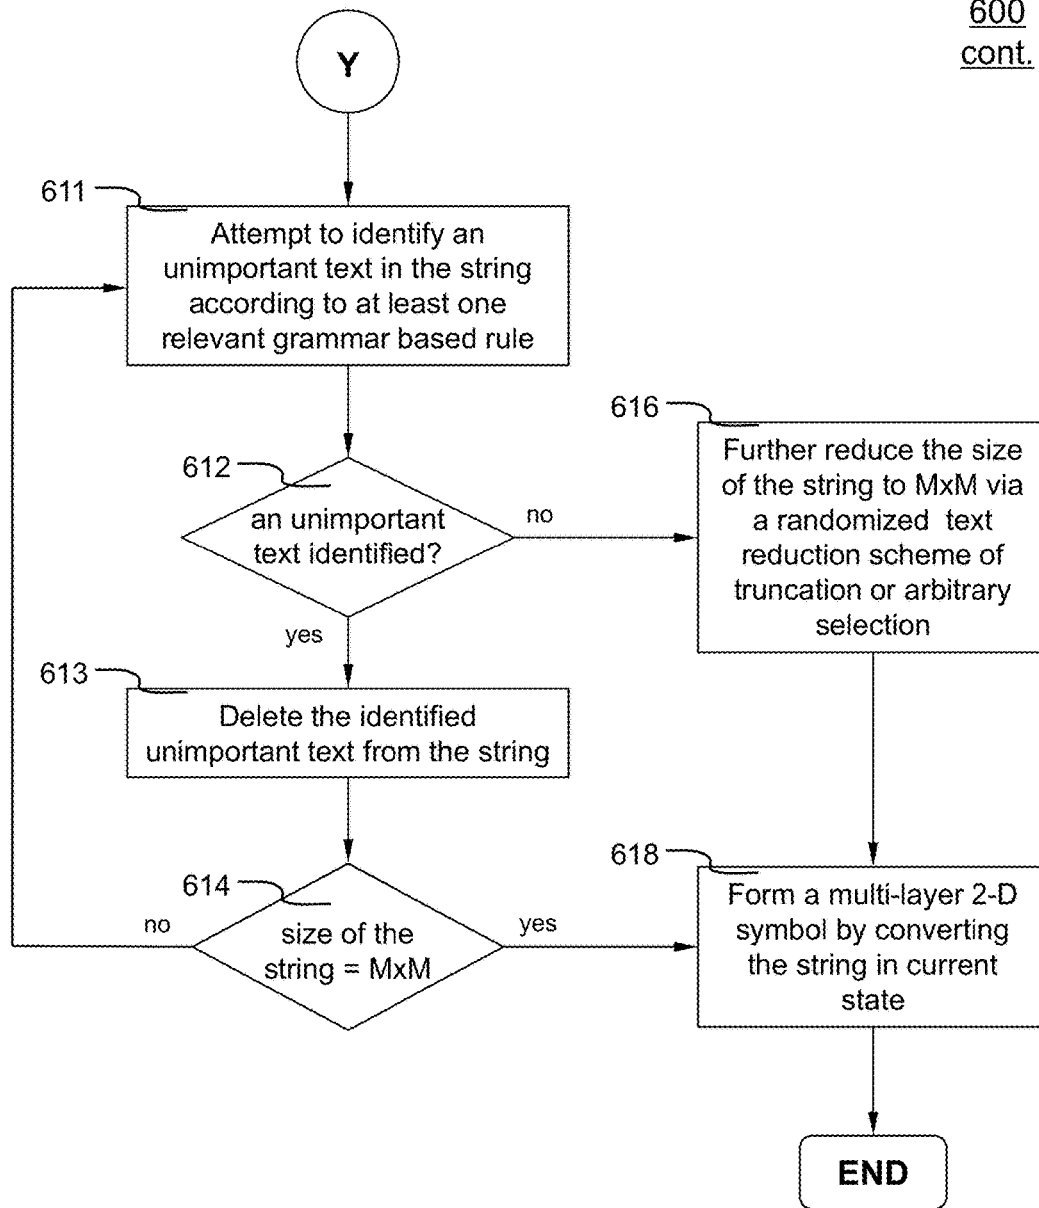 600
cont.
Y
611
Attempt to identify an
unimportant text in the string
according to at least one
relevant grammar based rule
612
an unimportant
text identified?
no
yes
616
Further reduce the size
of the string to MxM via
a randomized text
reduction scheme of
truncation or arbitrary
selection
613
Delete the identified
unimportant text from the string
614
size of the
string = MxM
no
yes
618
Form a multi-layer 2-D
symbol by converting
the string in current
state
END